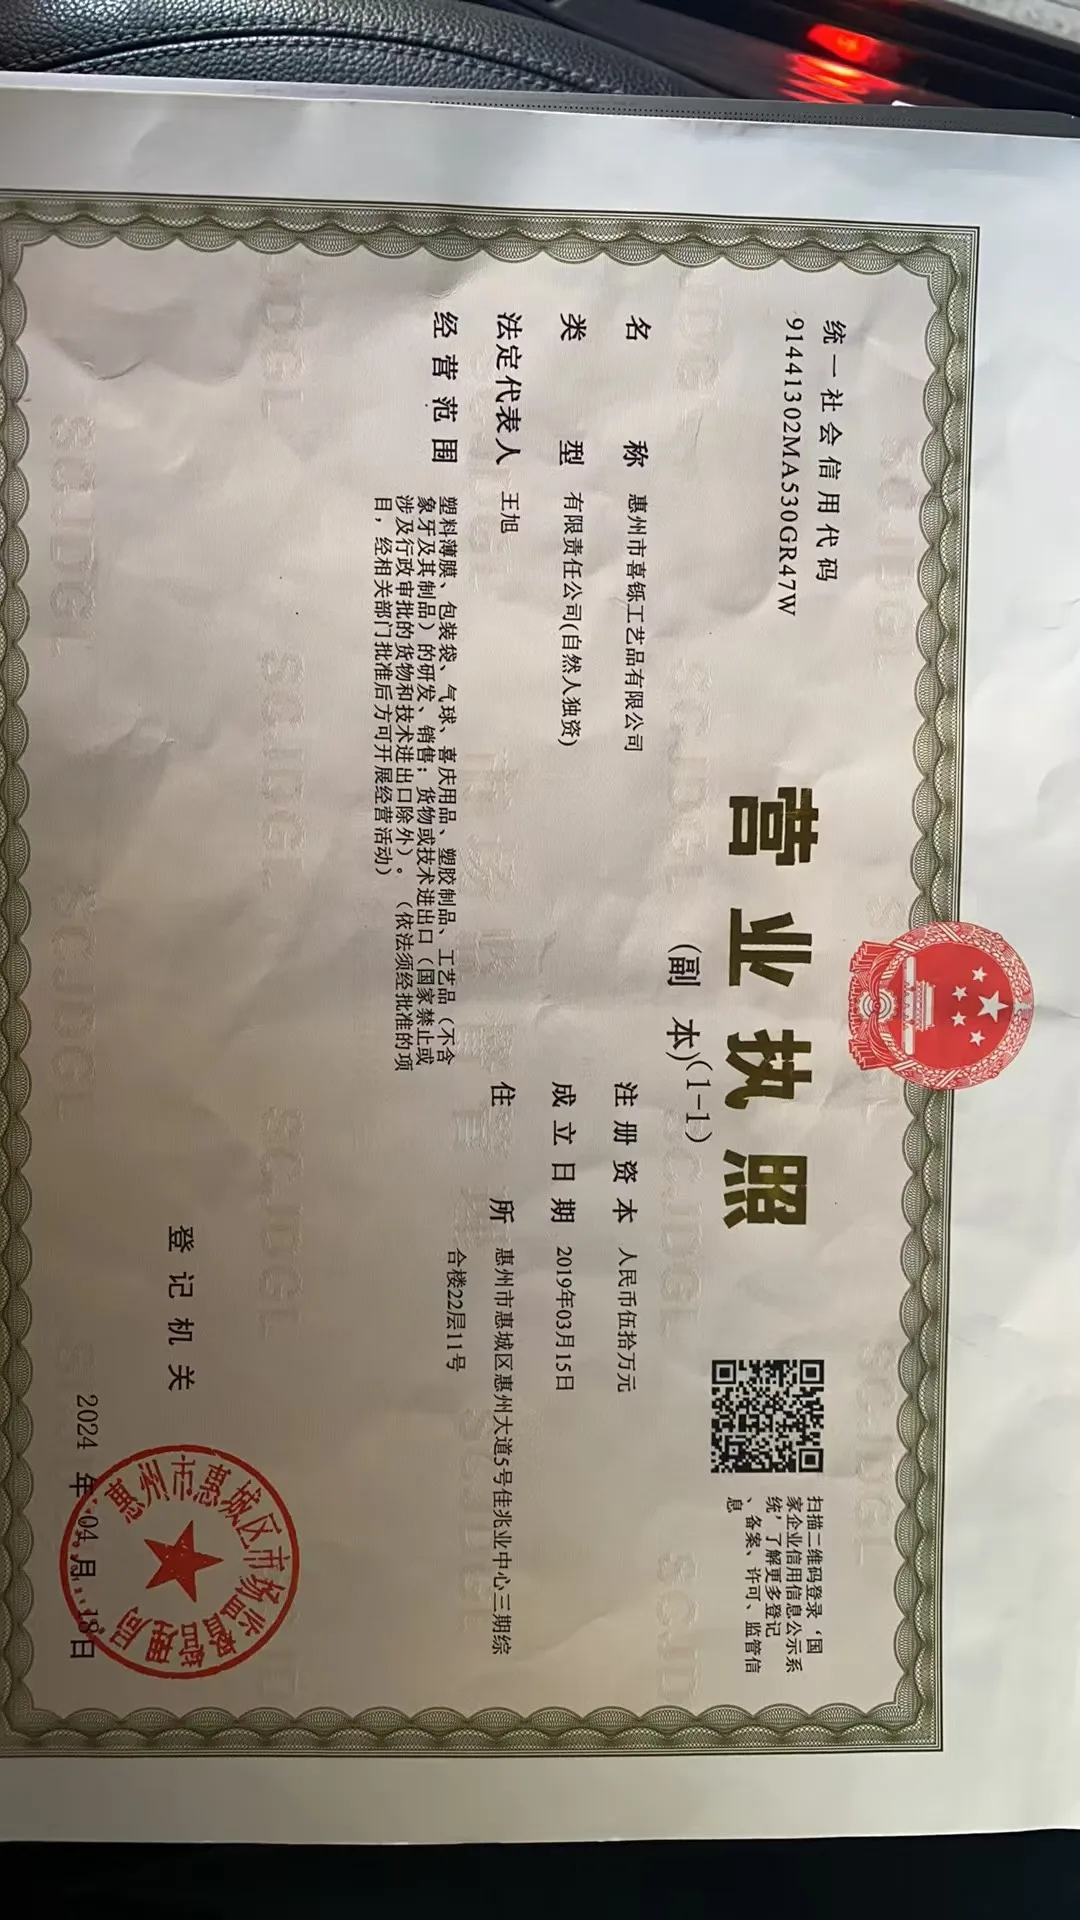 营业执照
(副 本)(1-1)
统一社会信用代码
91441302MA530GR47W
扫描二维码登录‘国
家企业信用信息公示系
统’了解更多登记
、备案、许可、监管信
息
名 称 惠州市喜铄工艺品有限公司
类 型 有限责任公司(自然人独资)
法定代表人 王旭
经营范围 塑料薄膜、包装袋、气球、喜庆用品、塑胶制品、工艺品（不含
象牙及其制品）的研发、销售；货物或技术进出口（国家禁止或
涉及行政审批的货物和技术进出口除外）。（依法须经批准的项
目，经相关部门批准后方可开展经营活动）
注册资本 人民币伍拾万元
成立日期 2019年03月15日
住 所 惠州市惠城区惠州大道5号佳兆业中心三期综
合楼22层11号
登记机关
惠州市惠城区市场监督管理局
2024 年 04 月 18日
SCJDGL